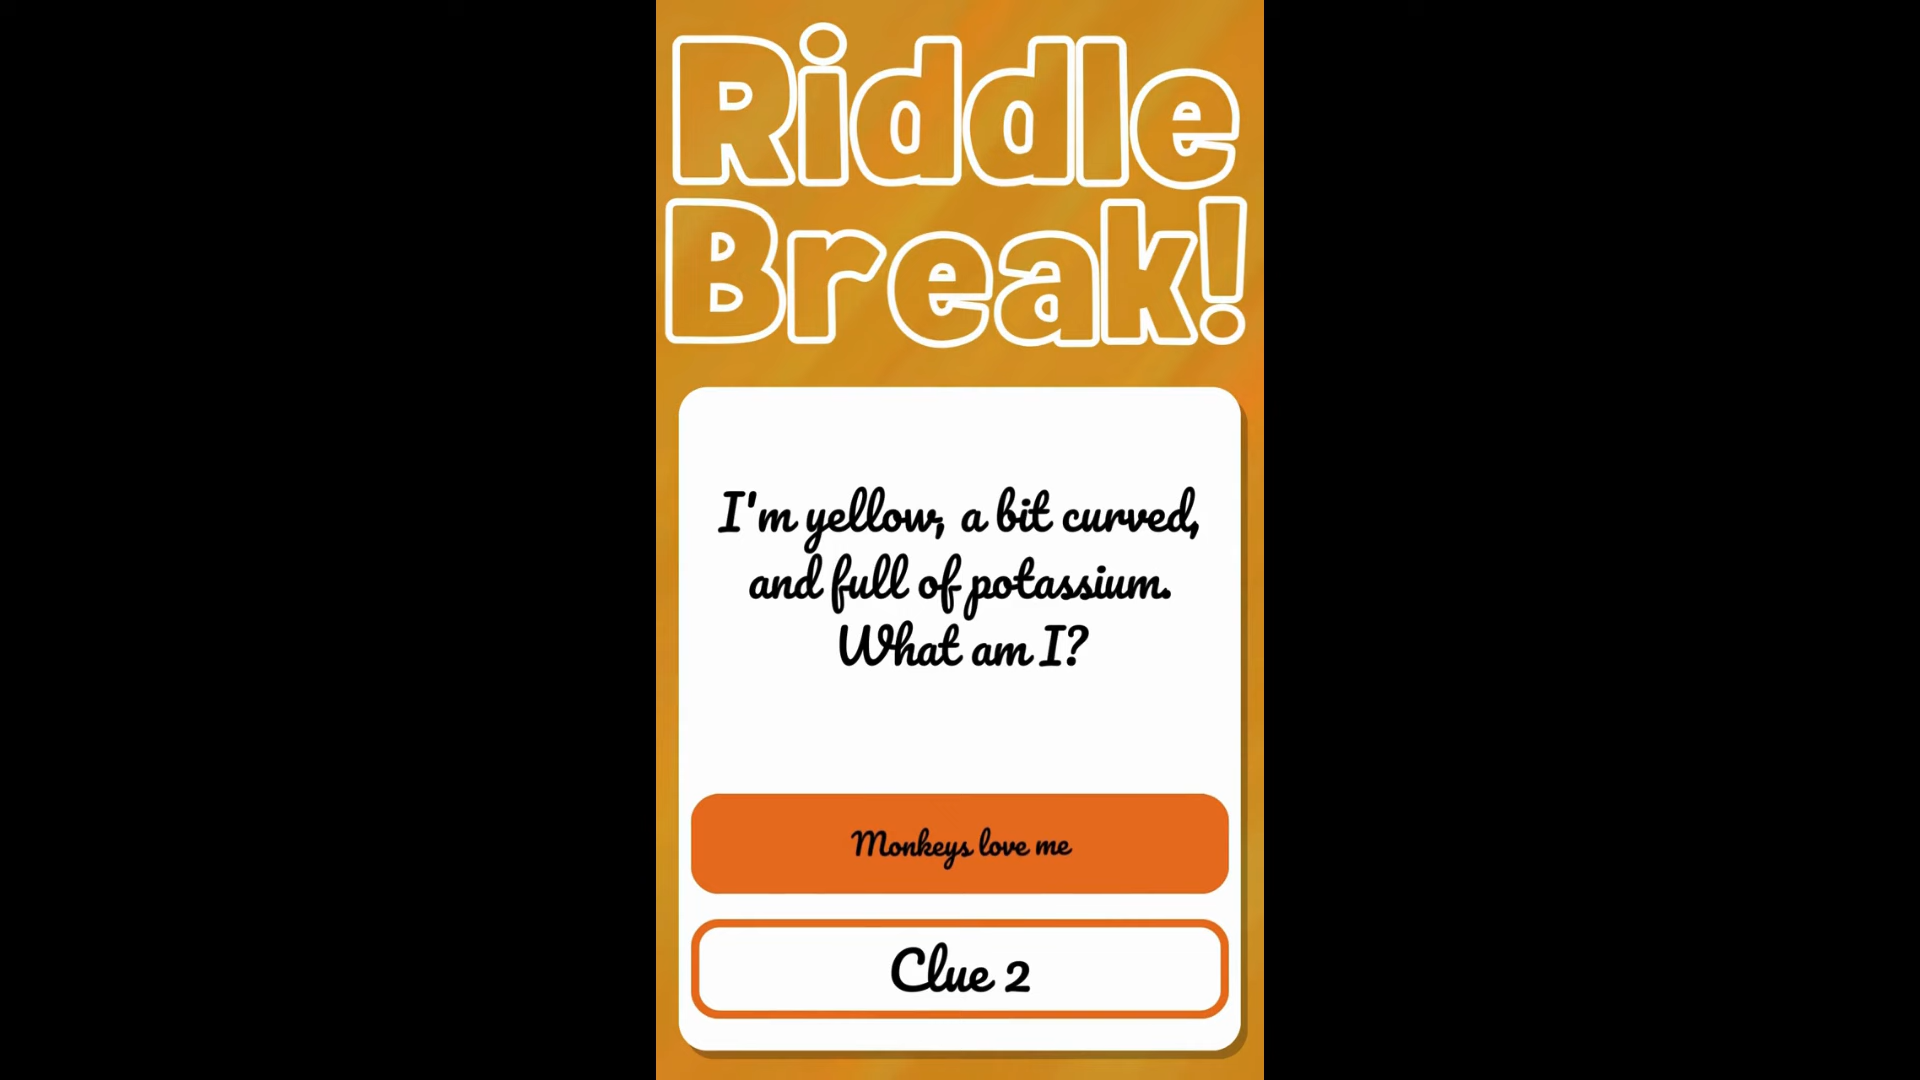 Riddle
Break!
I'm yellow, a bit curved,
and full of potassium.
What am I?
Monkeys love me
Clue 2